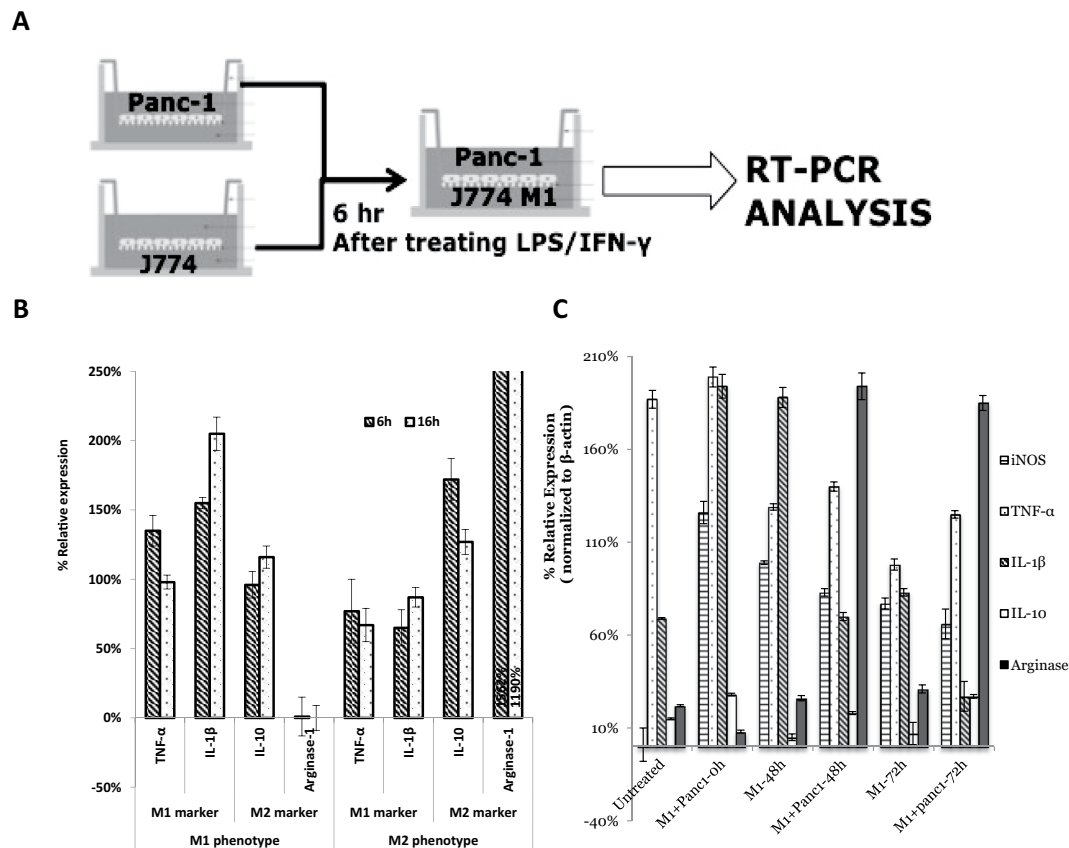 A
Panc-1
J774
6 hr
After treating LPS/IFN-γ
Panc-1
J774 M1
RT-PCR
ANALYSIS
B
% Relative expression
250%
200%
150%
100%
50%
0%
-50%
6h
16h
1190%
TNF-α
IL-1β
IL-10
Arginase-1
TNF-α
IL-1β
IL-10
Arginase-1
M1 marker
M2 marker
M1 marker
M2 marker
M1 phenotype
M2 phenotype
C
% Relative Expression
( normalized to β-actin)
210%
160%
110%
60%
10%
-40%
Untreated
M1+Panc1-0h
M1-48h
M1+Panc1-48h
M1-72h
M1+panc1-72h
iNOS
TNF-α
IL-1β
IL-10
Arginase